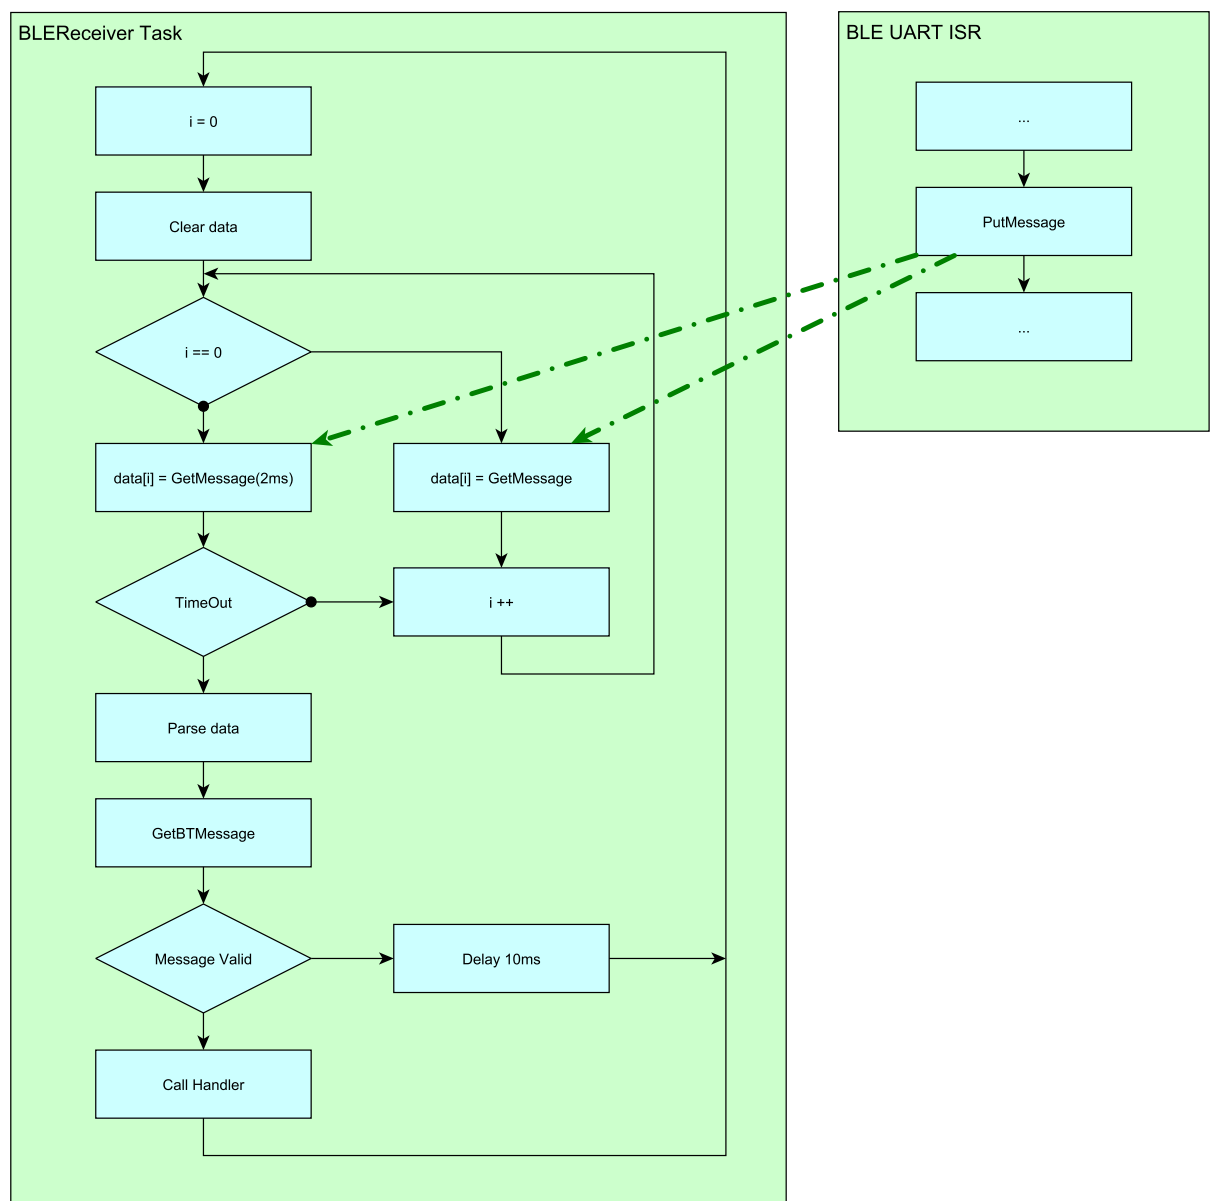 BLEReceiver Task
i = 0
Clear data
i == 0
data[i] = GetMessage(2ms)
data[i] = GetMessage
TimeOut
i ++
Parse data
GetBTMessage
Message Valid
Delay 10ms
Call Handler
BLE UART ISR
...
PutMessage
...